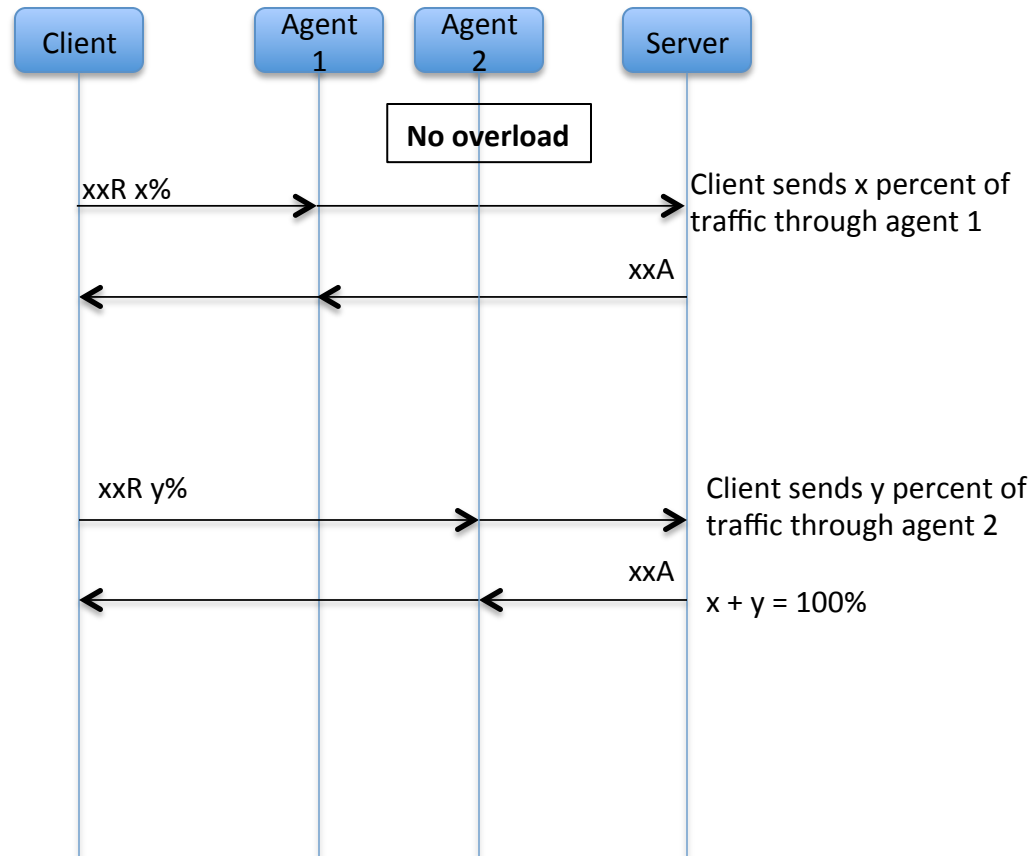 Client
Agent
1
Agent
2
Server
No overload
xxR x%
Client sends x percent of
traffic through agent 1
xxA
xxR y%
Client sends y percent of
traffic through agent 2
xxA
x + y = 100%